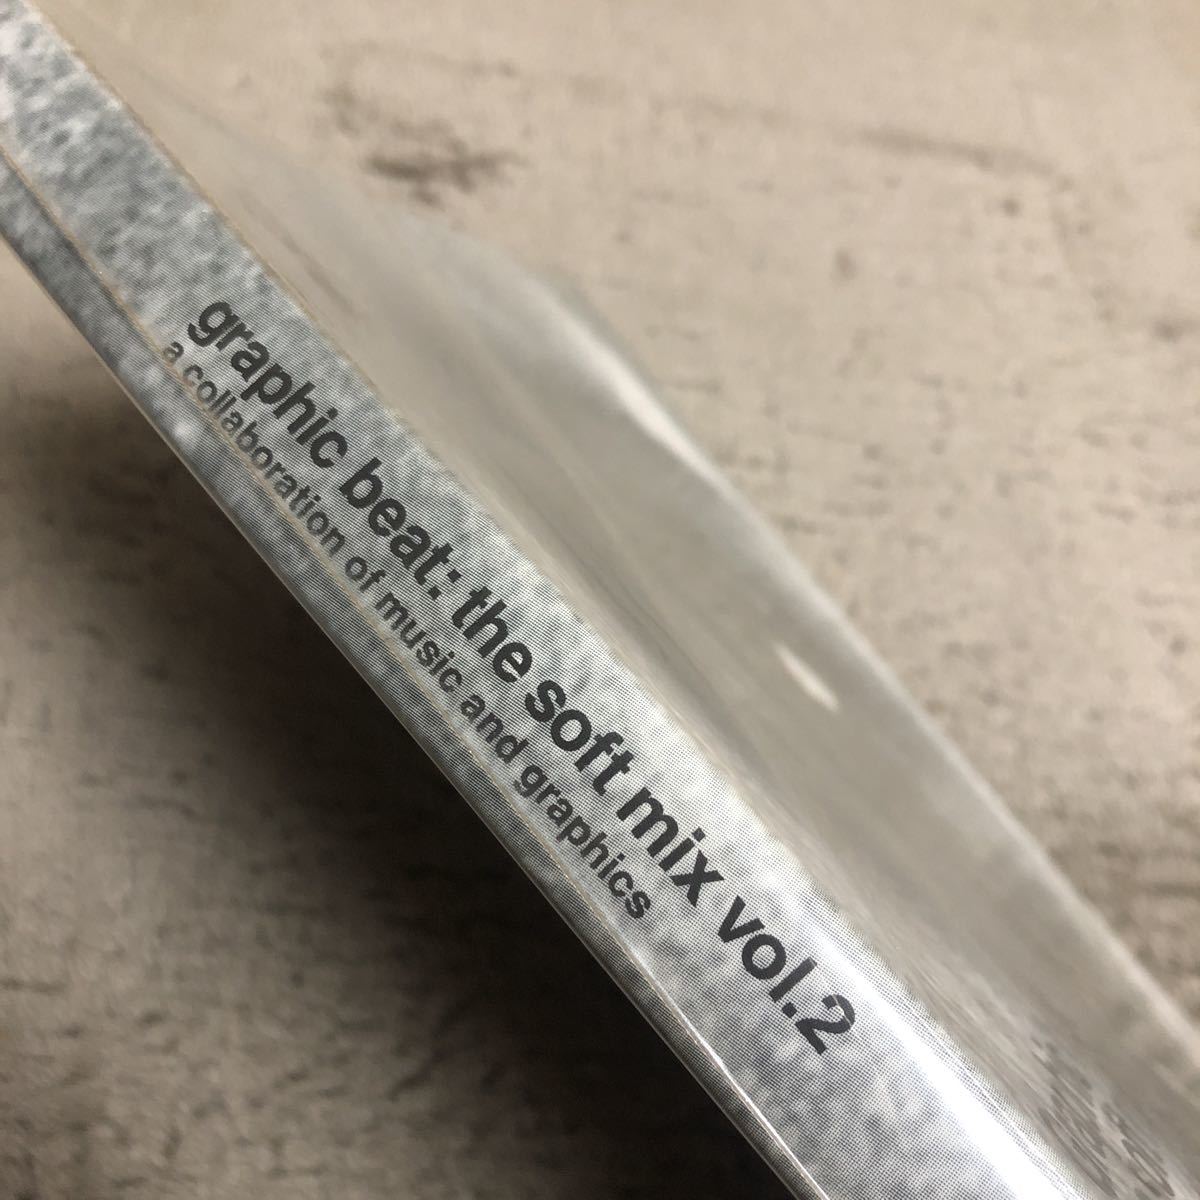 graphic beat: the soft mix vol.2
a collaboration of music and graphics